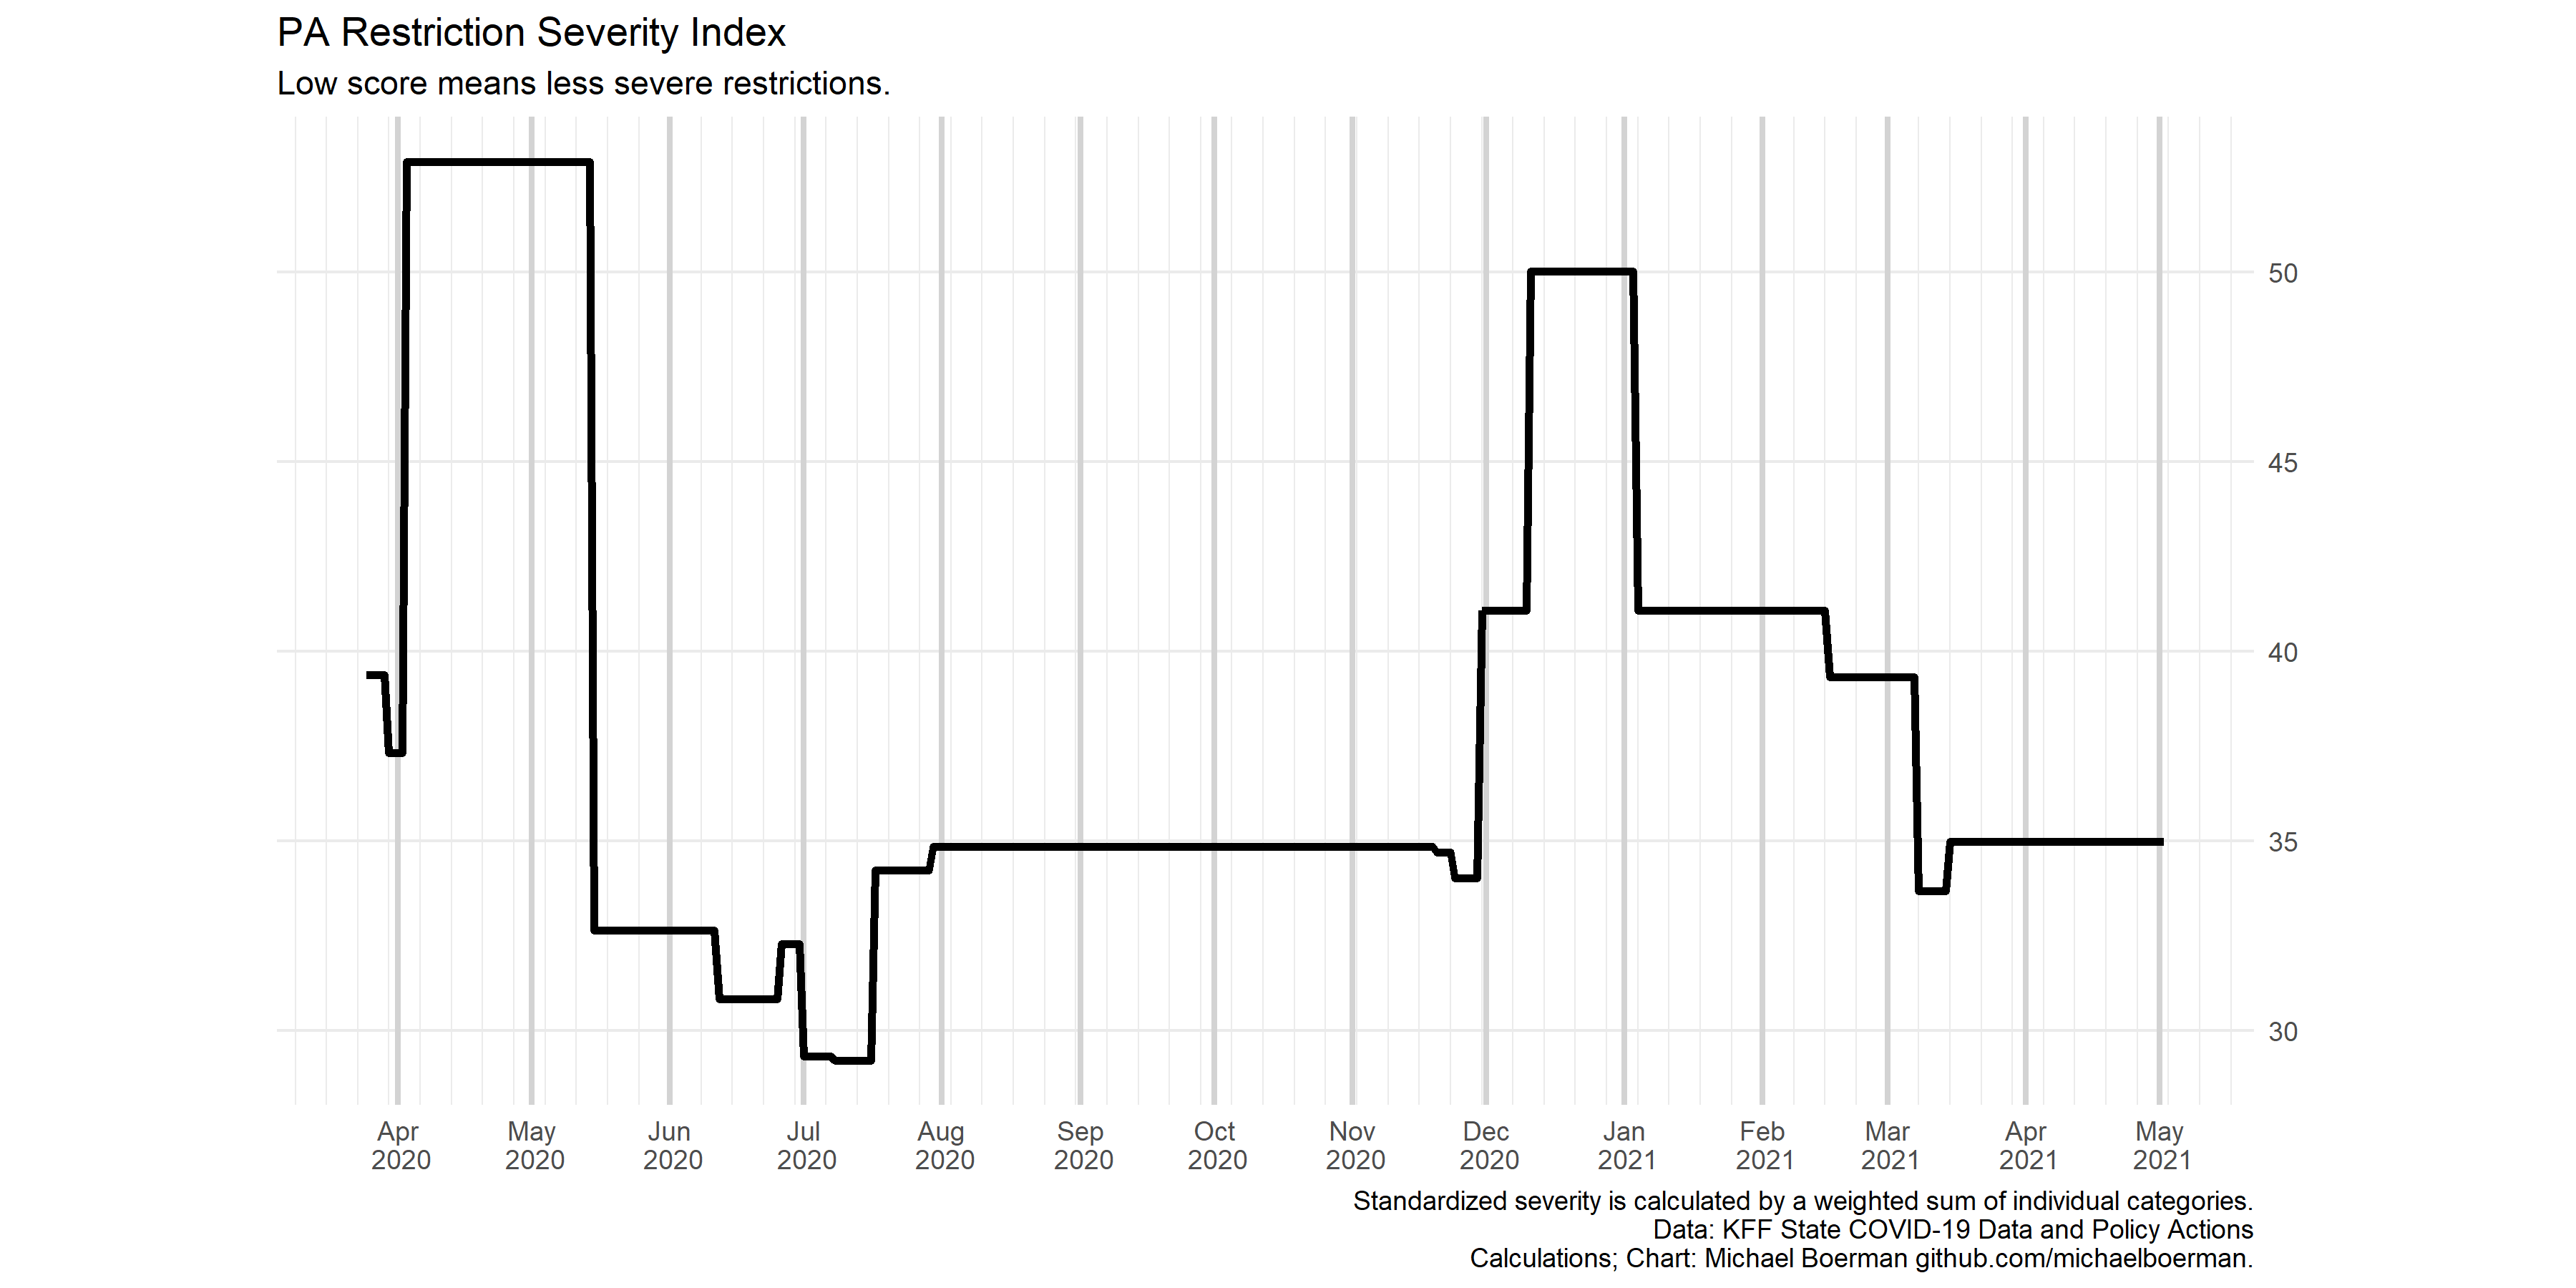 PA Restriction Severity Index
Low score means less severe restrictions.
50
45
40
35
30
Apr May Jun Jul Aug Sep Oct Nov Dec Jan Feb Mar Apr May
2020 2020 2020 2020 2020 2020 2020 2020 2020 2021 2021 2021 2021 2021
Standardized severity is calculated by a weighted sum of individual categories.
Data: KFF State COVID-19 Data and Policy Actions
Calculations; Chart: Michael Boerman github.com/michaelboerman.